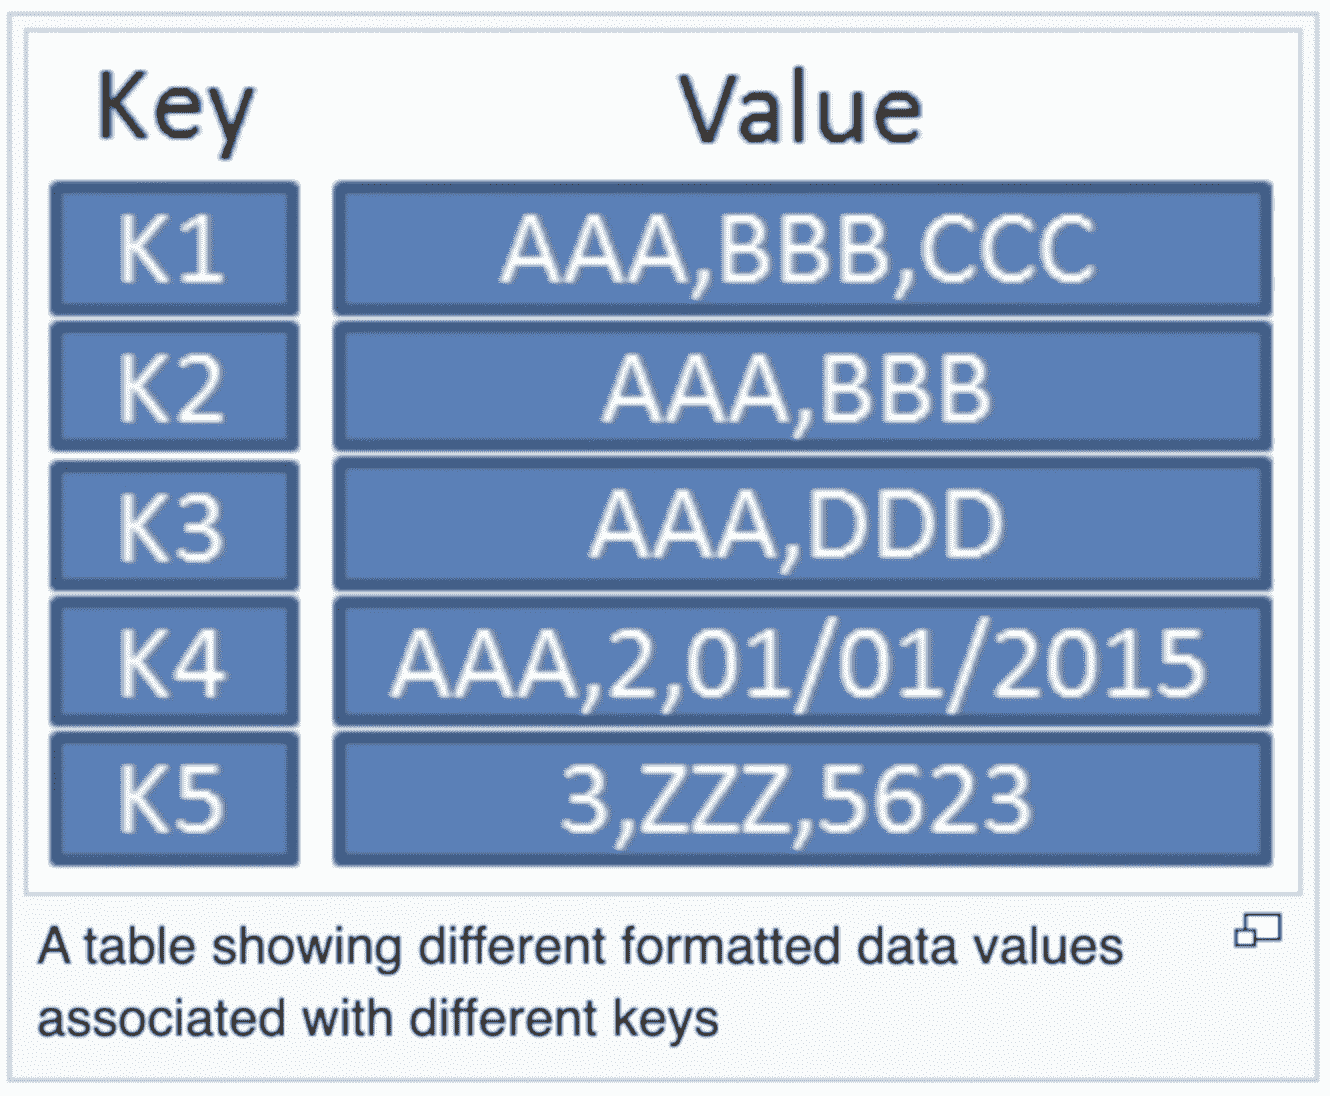 Key Value
K1 AAA,BBB,CCC
K2 AAA,BBB
K3 AAA,DDD
K4 AAA,2,01/01/2015
K5 3,ZZZ,5623
A table showing different formatted data values
associated with different keys